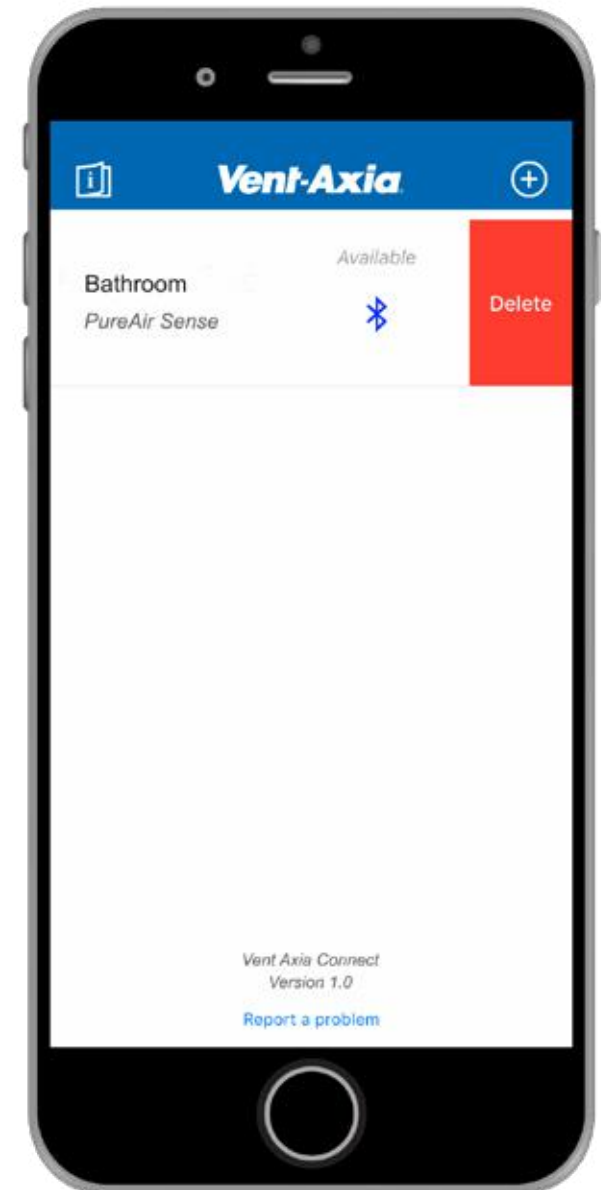 Vent-Axia
Available
Bathroom
PureAir Sense
Delete
Vent Axia Connect
Version 1.0
Report a problem